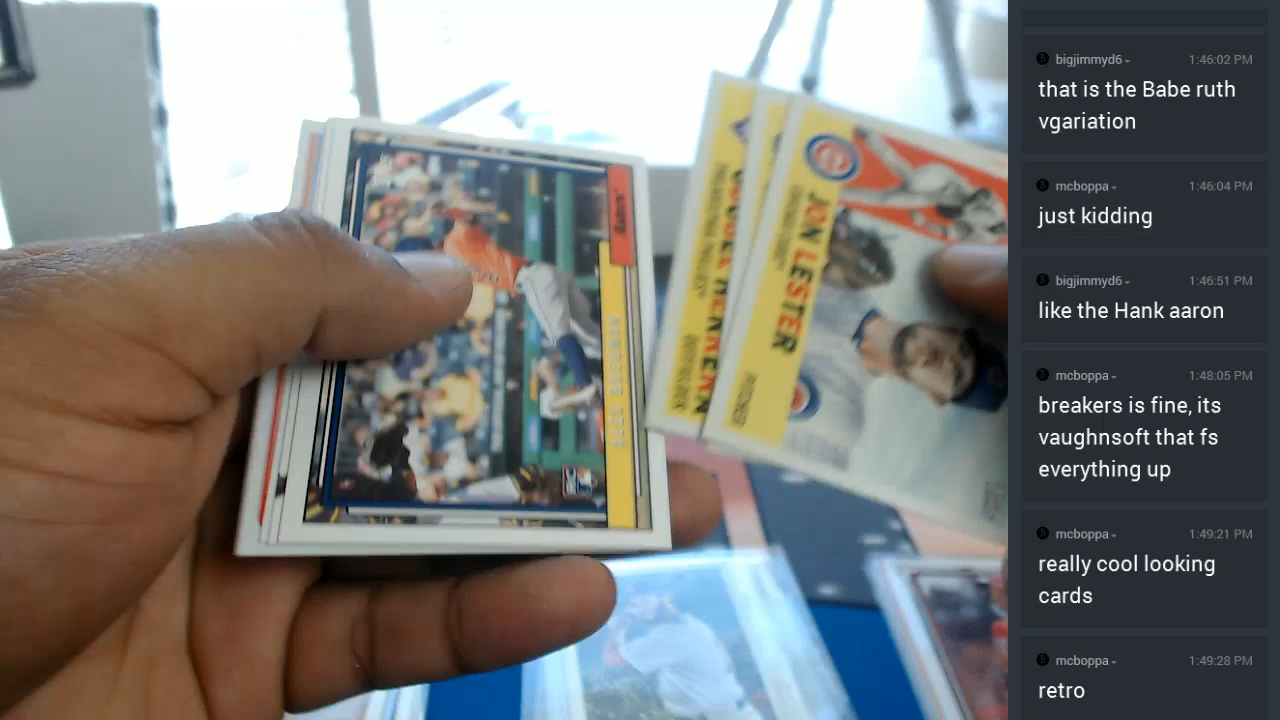 bigjimmyd6
1:46:02 PM
that is the Babe ruth
vgariation
mcboppa
1:46:04 PM
just kidding
bigjimmyd6
1:46:51 PM
like the Hank aaron
mcboppa
1:48:05 PM
breakers is fine, its
vaughnsoft that fs
everything up
mcboppa
1:49:21 PM
really cool looking
cards
mcboppa
1:49:28 PM
retro
JON LESTER
PITCHER